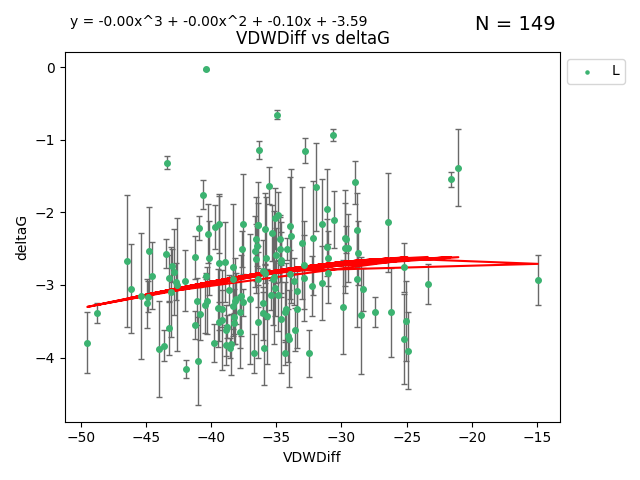 y = -0.00x^3 + -0.00x^2 + -0.10x + -3.59
N = 149
VDWDiff vs deltaG
L
0
−1
−2
−3
−4
deltaG
−50 −45 −40 −35 −30 −25 −20 −15
VDWDiff